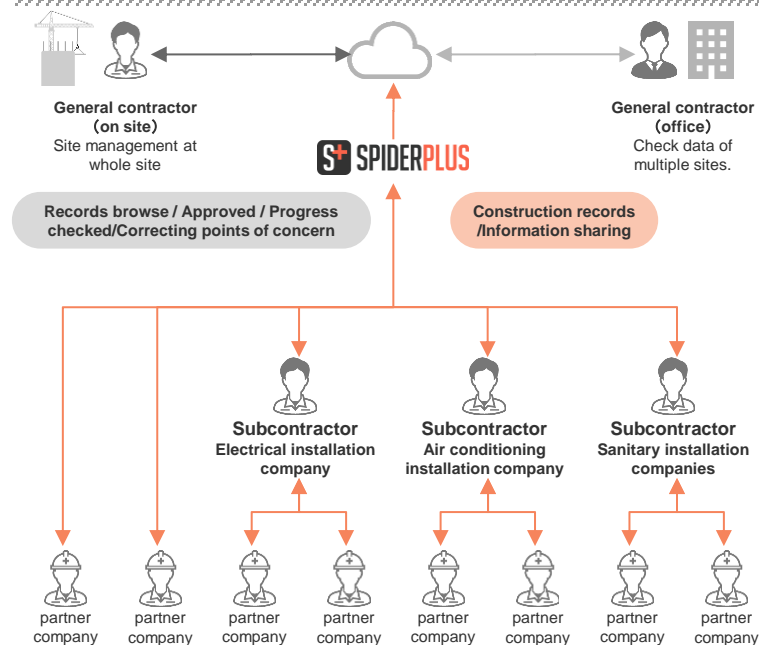 General contractor
（on site）
Site management at
whole site
General contractor
（office）
Check data of
multiple sites.
S+ SPIDERPLUS
Records browse / Approved / Progress
checked/Correcting points of concern
Construction records
/Information sharing
Subcontractor
Electrical installation
company
Subcontractor
Air conditioning
installation company
Subcontractor
Sanitary installation
companies
partner
company
partner
company
partner
company
partner
company
partner
company
partner
company
partner
company
partner
company